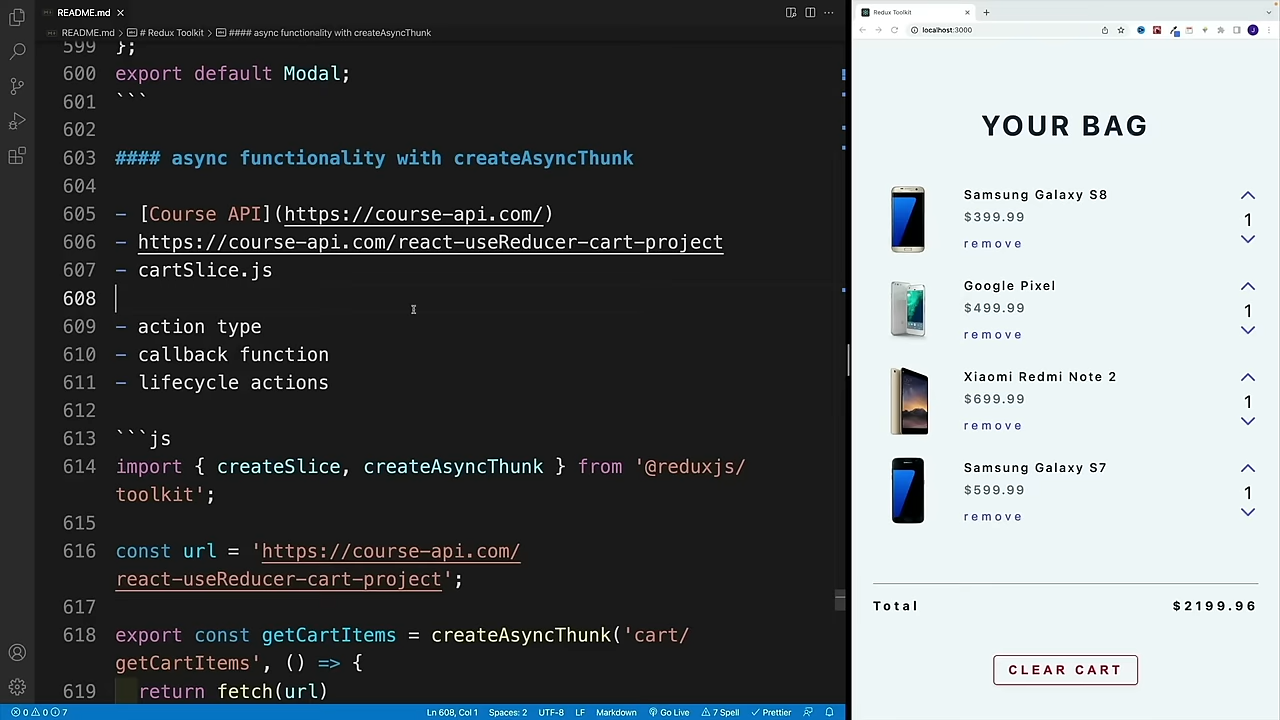 README.md
README.md > # Redux Toolkit > #### async functionality with createAsyncThunk
599 };
600 export default Modal;
601 ```
602
603 #### async functionality with createAsyncThunk
604
605 - [Course API](https://course-api.com/)
606 - https://course-api.com/react-useReducer-cart-project
607 - cartSlice.js
608
609 - action type
610 - callback function
611 - lifecycle actions
612
613 ```js
614 import { createSlice, createAsyncThunk } from '@reduxjs/
toolkit';
615
616 const url = 'https://course-api.com/
react-useReducer-cart-project';
617
618 export const getCartItems = createAsyncThunk('cart/
getCartItems', () => {
619 return fetch(url)
0 0 7 Ln 608, Col 1 Spaces: 2 UTF-8 LF Markdown Go Live 7 Spell Prettier
Redux Toolkit
localhost:3000
J
YOUR BAG
Samsung Galaxy S8
$399.99
1
remove
Google Pixel
$499.99
1
remove
Xiaomi Redmi Note 2
$699.99
1
remove
Samsung Galaxy S7
$599.99
1
remove
Total $2199.96
CLEAR CART